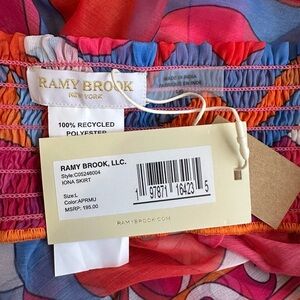 RAMY BROOK
NEW YORK
MADE IN INDIA
100% RECYCLED
POLYESTER
RAMY BROOK, LLC.
Style:C05246004
IONA SKIRT
Size:L
Color:APRMU
MSRP: 195.00
1 97871 16423 5
RAMYBROOK.COM